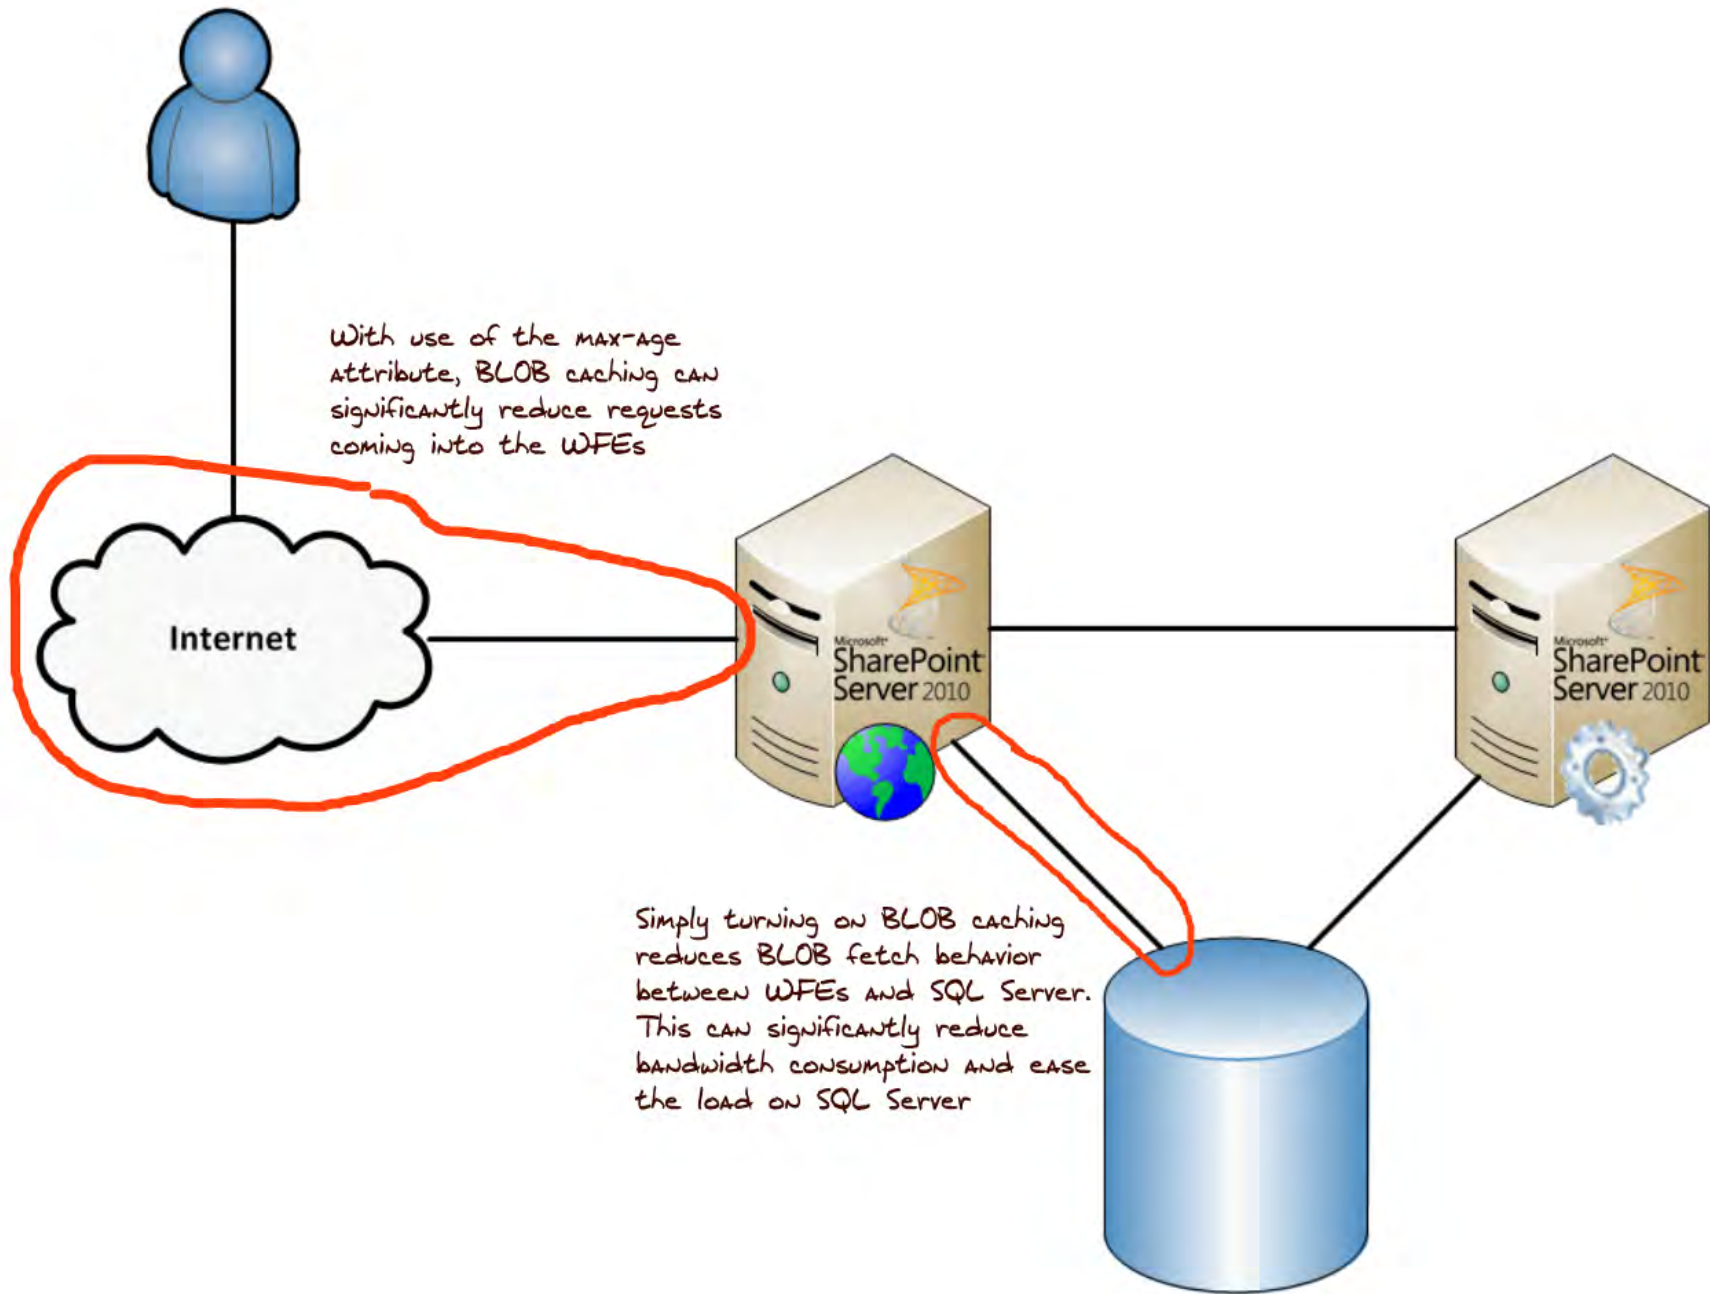 With use of the max-age
attribute, BLOB caching can
significantly reduce requests
coming into the WFEs
Internet
Microsoft®
SharePoint
Server 2010
Microsoft®
SharePoint
Server 2010
Simply turning on BLOB caching
reduces BLOB fetch behavior
between WFEs and SQL Server.
This can significantly reduce
bandwidth consumption and ease
the load on SQL Server